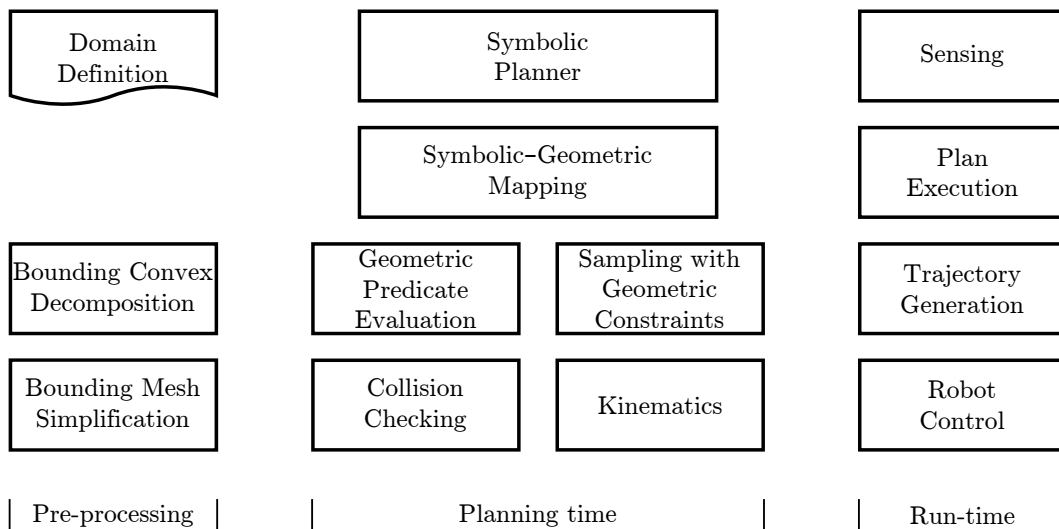 Domain
Definition
Symbolic
Planner
Sensing
Symbolic-Geometric
Mapping
Plan
Execution
Bounding Convex
Decomposition
Geometric
Predicate
Evaluation
Sampling with
Geometric
Constraints
Trajectory
Generation
Bounding Mesh
Simplification
Collision
Checking
Kinematics
Robot
Control
Pre-processing
Planning time
Run-time